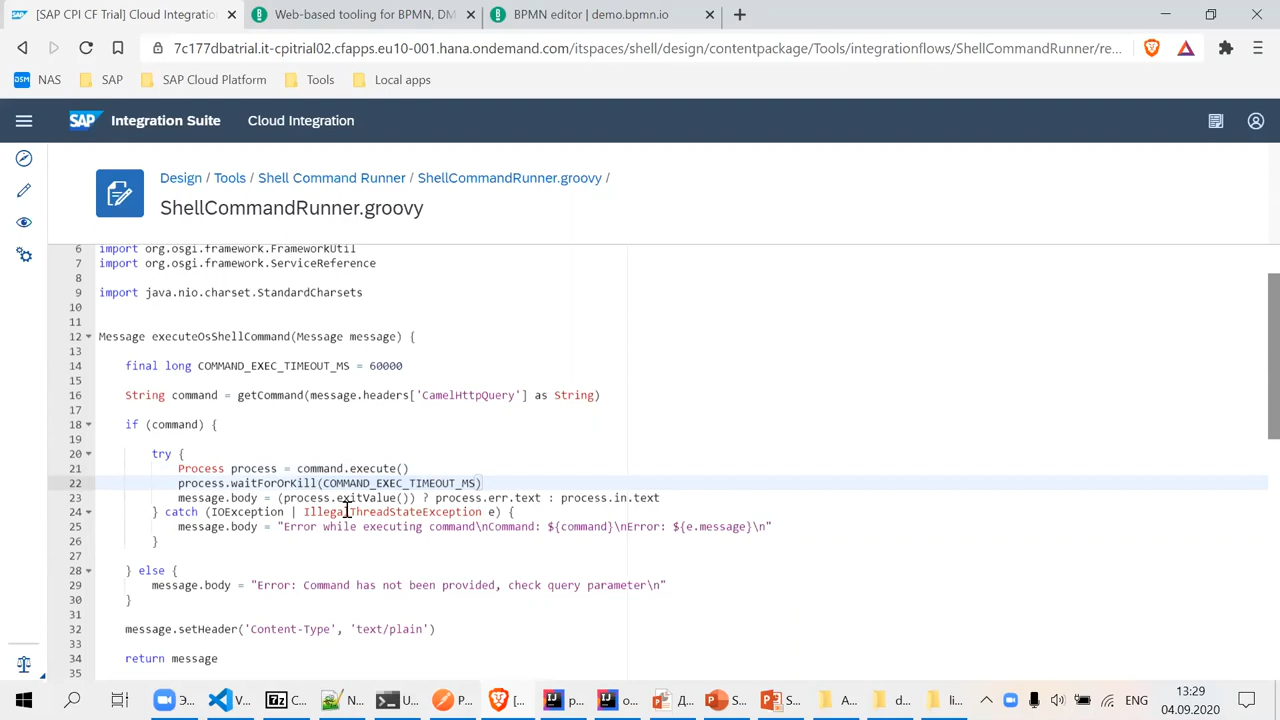 [SAP CPI CF Trial] Cloud Integratio
Web-based tooling for BPMN, DM
BPMN editor | demo.bpmn.io
7c177dbatrial.it-cpitrial02.cfapps.eu10-001.hana.ondemand.com/itspaces/shell/design/contentpackage/Tools/integrationflows/ShellCommandRunner/re...
DSM NAS SAP SAP Cloud Platform Tools Local apps
SAP Integration Suite Cloud Integration
Design / Tools / Shell Command Runner / ShellCommandRunner.groovy /
ShellCommandRunner.groovy
6 import org.osgi.framework.FrameworkUtil
7 import org.osgi.framework.ServiceReference
8
9 import java.nio.charset.StandardCharsets
10
11
12 Message executeOsShellCommand(Message message) {
13
14 final long COMMAND_EXEC_TIMEOUT_MS = 60000
15
16 String command = getCommand(message.headers['CamelHttpQuery'] as String)
17
18 if (command) {
19
20 try {
21 Process process = command.execute()
22 process.waitForOrKill(COMMAND_EXEC_TIMEOUT_MS)
23 message.body = (process.exitValue()) ? process.err.text : process.in.text
24 } catch (IOException | IllegalThreadStateException e) {
25 message.body = "Error while executing command\nCommand: ${command}\nError: ${e.message}\n"
26 }
27
28 } else {
29 message.body = "Error: Command has not been provided, check query parameter\n"
30 }
31
32 message.setHeader('Content-Type', 'text/plain')
33
34 return message
35
Э... V... C... N... T... P... [... p... o... Д... S... S... A... d... li...
ENG
13:29
04.09.2020